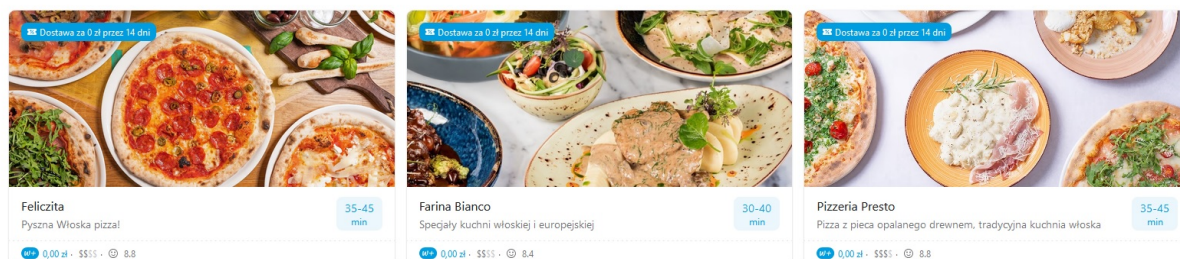 Dostawa za 0 zł przez 14 dni
Feliczita
Pyszna Włoska pizza!
35-45
min
W+ 0,00 zł · $$$$ · 8.8
Dostawa za 0 zł przez 14 dni
Farina Bianco
Specjały kuchni włoskiej i europejskiej
30-40
min
W+ 0,00 zł · $$$$ · 8.4
Dostawa za 0 zł przez 14 dni
Pizzeria Presto
Pizza z pieca opalanego drewnem, tradycyjna kuchnia włoska
35-45
min
W+ 0,00 zł · $$$$ · 8.8